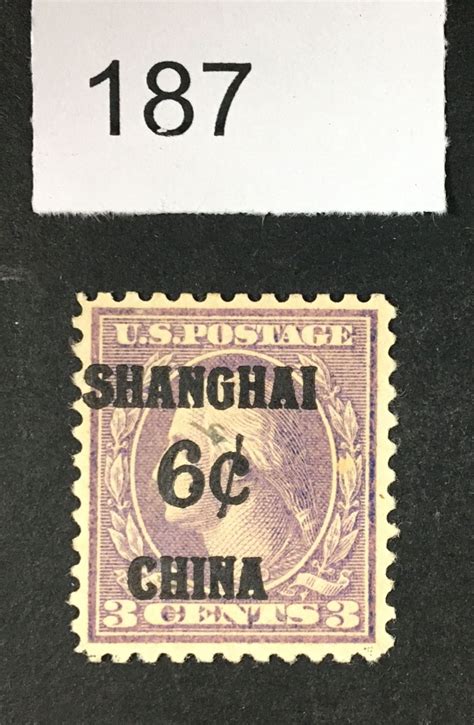 187
U.S.POSTAGE
SHANGHAI
6¢
CHINA
3 CENTS 3